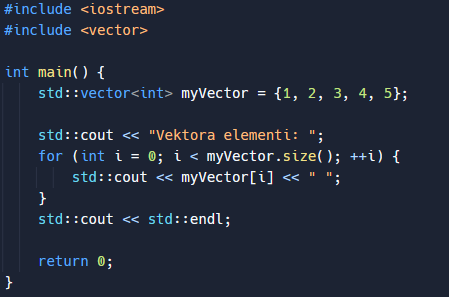 #include <iostream>
#include <vector>
int main() {
std::vector<int> myVector = {1, 2, 3, 4, 5};
std::cout << "Vektora elementi: ";
for (int i = 0; i < myVector.size(); ++i) {
std::cout << myVector[i] << " ";
}
std::cout << std::endl;
return 0;
}